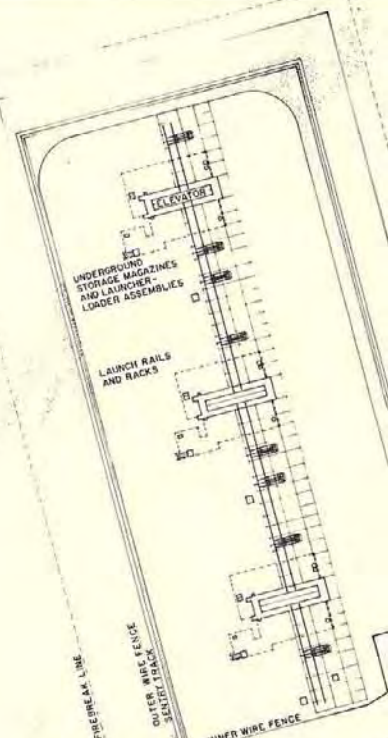 ELEVATOR
UNDERGROUND
STORAGE MAGAZINES
AND LAUNCHER-
LOADER ASSEMBLIES
LAUNCH RAILS
AND RACKS
FIREBREAK LINE
OUTER WIRE FENCE
SENTRY TRACK
INNER WIRE FENCE